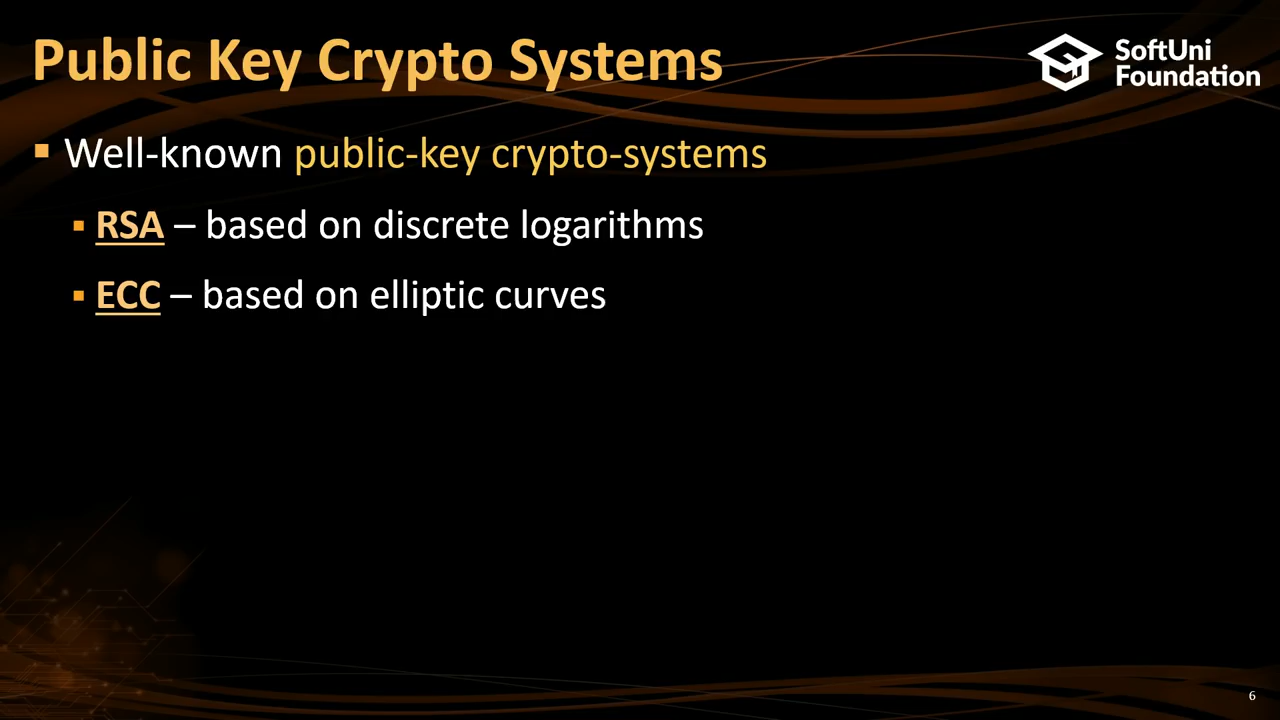 Public Key Crypto Systems
SoftUni
Foundation
Well-known public-key crypto-systems
RSA – based on discrete logarithms
ECC – based on elliptic curves
6